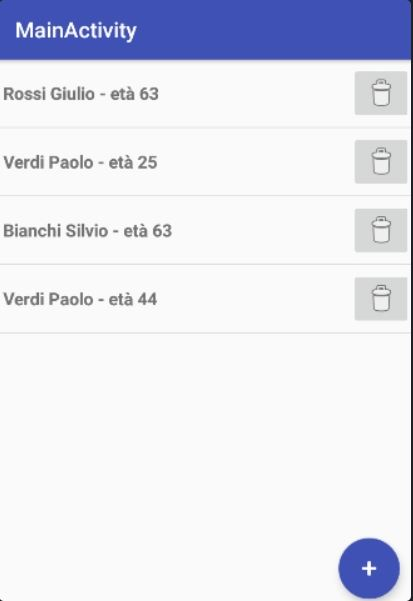 MainActivity
Rossi Giulio - età 63
Verdi Paolo - età 25
Bianchi Silvio - età 63
Verdi Paolo - età 44
+